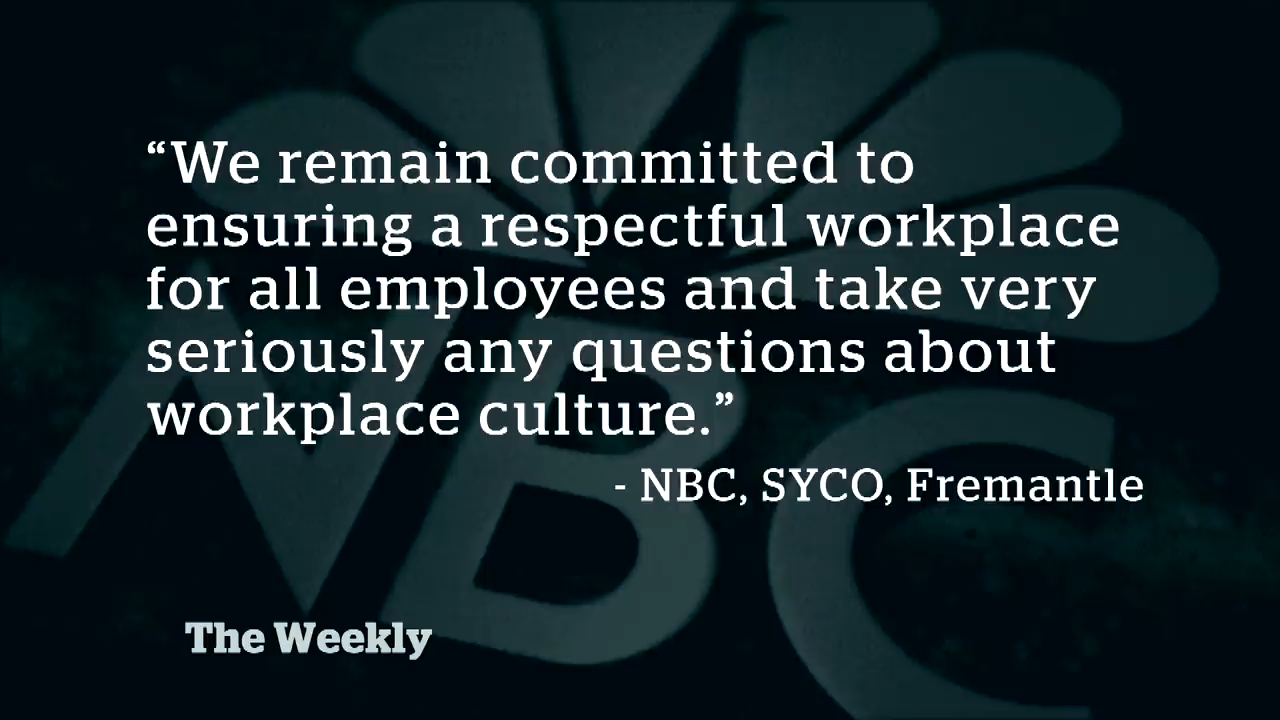 “We remain committed to
ensuring a respectful workplace
for all employees and take very
seriously any questions about
workplace culture.”
- NBC, SYCO, Fremantle
NBC
The Weekly